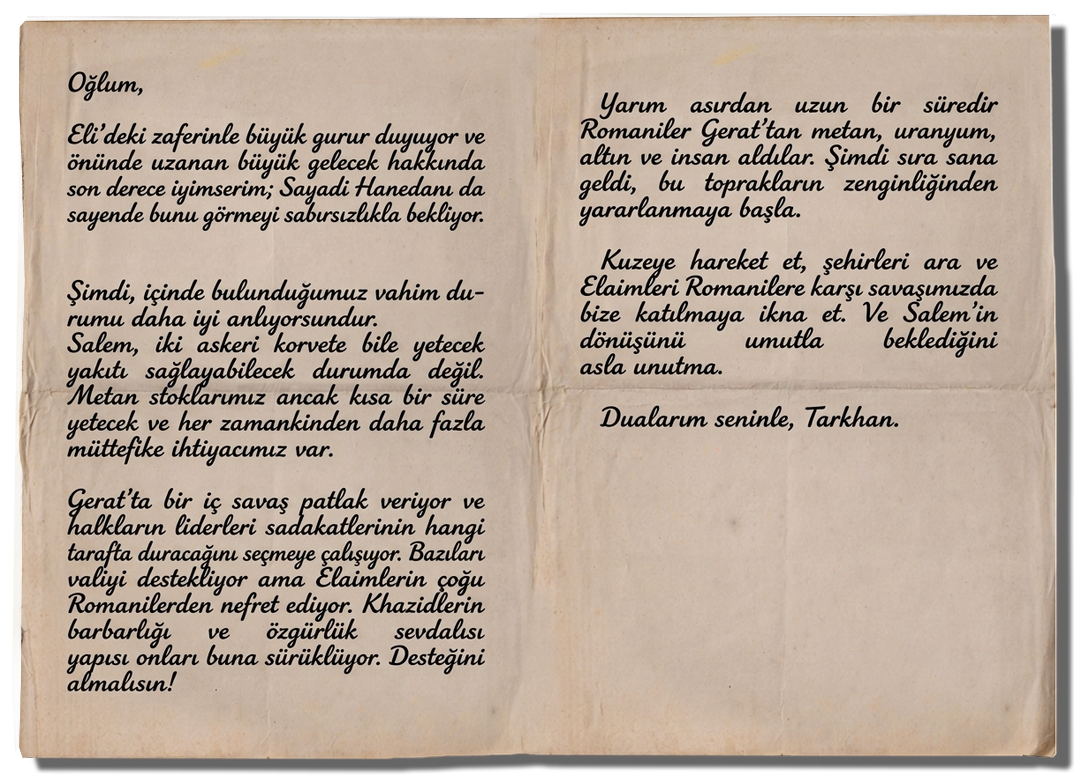 Oğlum,
Eli'deki zaferinle büyük gurur duyuyor ve
önünde uzanan büyük gelecek hakkında
son derece iyimserim; Sayadi Hanedanı da
sayende bunu görmeyi sabırsızlıkla bekliyor.
Şimdi, içinde bulunduğumuz vahim du-
rumu daha iyi anlıyorsundur.
Salem, iki askeri korvete bile yetecek
yakıtı sağlayabilecek durumda değil.
Metan stoklarımız ancak kısa bir süre
yetecek ve her zamankinden daha fazla
müttefike ihtiyacımız var.
Gerat'ta bir iç savaş patlak veriyor ve
halkların liderleri sadakatlerinin hangi
tarafta duracağını seçmeye çalışıyor. Bazıları
valiyi destekliyor ama Elaimlerin çoğu
Romanilerden nefret ediyor. Khazidlerin
barbarlığı ve özgürlük sevdalısı
yapısı onları buna sürüklüyor. Desteğini
almalısın!
Yarım asırdan uzun bir süredir
Romaniler Gerat'tan metan, uranyum,
altın ve insan aldılar. Şimdi sıra sana
geldi, bu toprakların zenginliğinden
yararlanmaya başla.
Kuzeye hareket et, şehirleri ara ve
Elaimleri Romanilere karşı savaşımızda
bize katılmaya ikna et. Ve Salem'in
dönüşünü umutla beklediğini
asla unutma.
Dualarım seninle, Tarkhan.